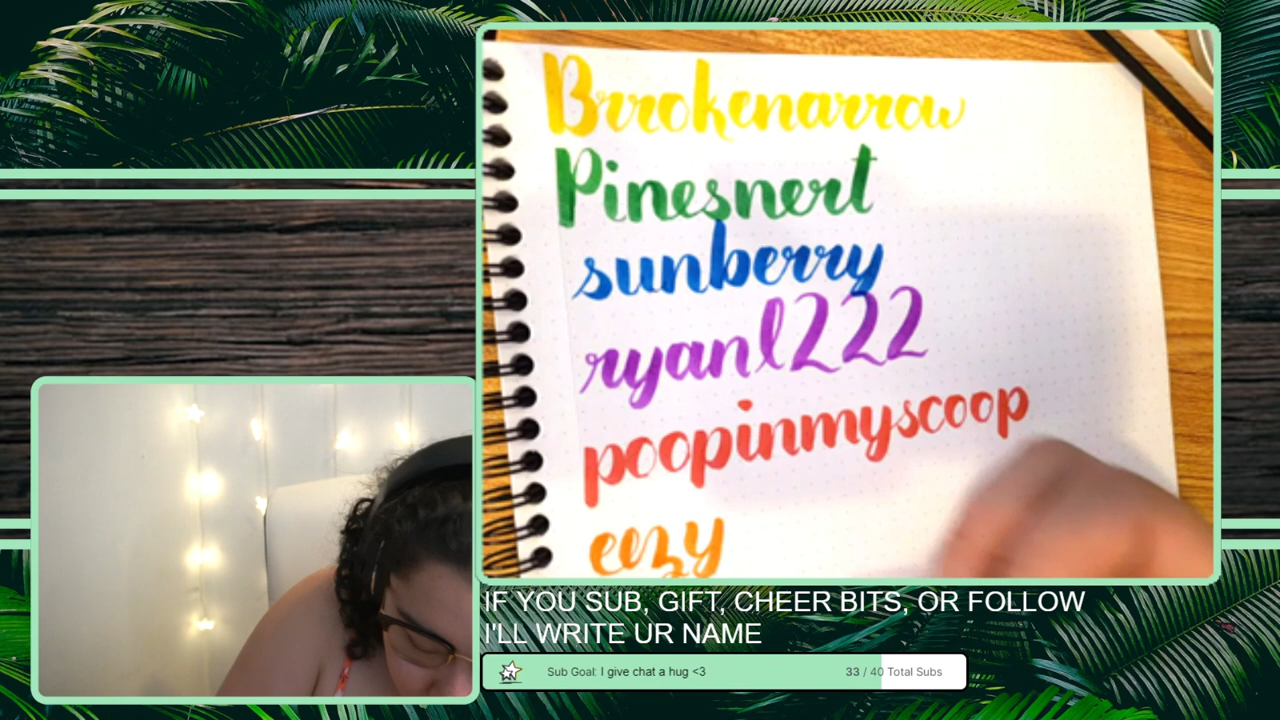 Brrokenarrow
Pinesnert
sunberry
ryanl222
poopinmyscoop
eezy
IF YOU SUB, GIFT, CHEER BITS, OR FOLLOW
I'LL WRITE UR NAME
Sub Goal: I give chat a hug <3 33 / 40 Total Subs